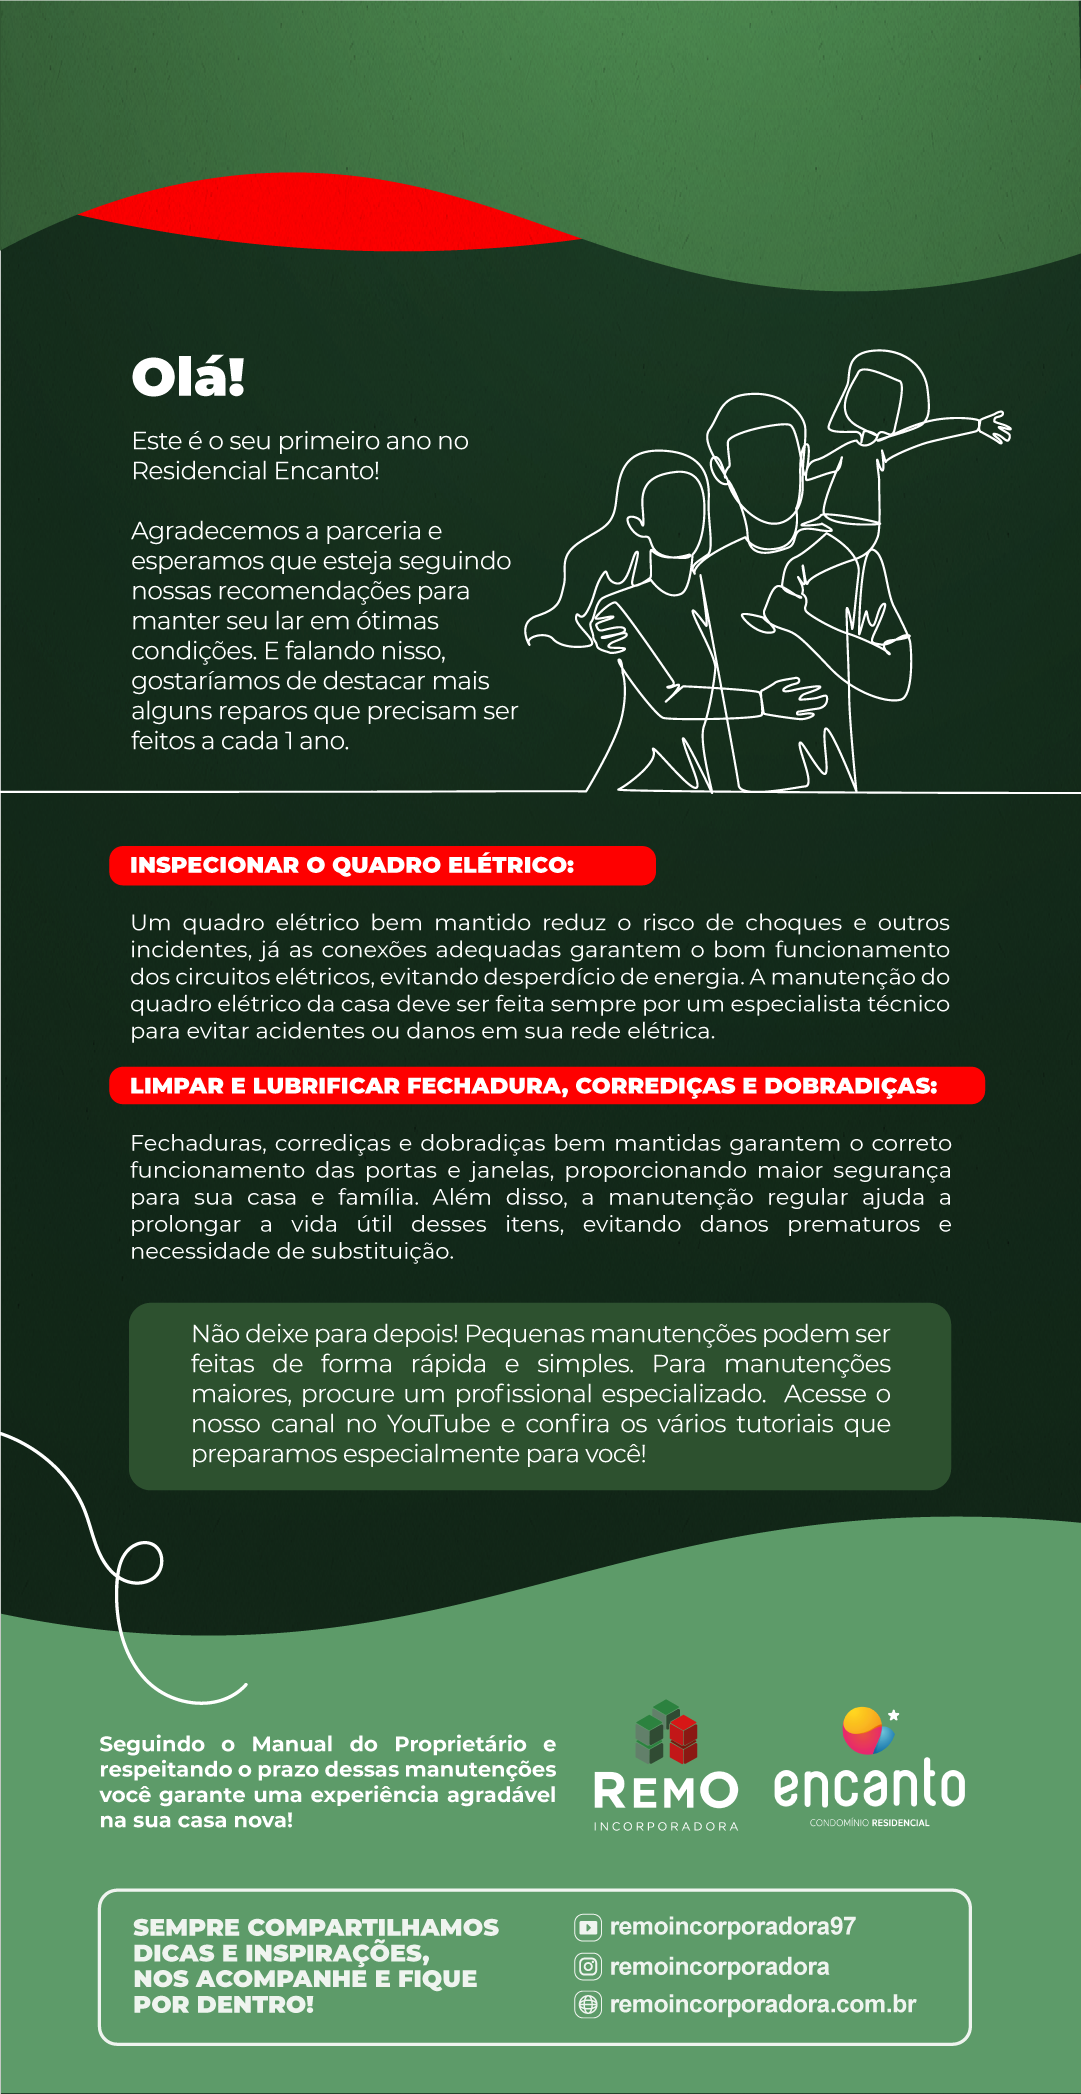 Olá!
Este é o seu primeiro ano no
Residencial Encanto!
Agradecemos a parceria e
esperamos que esteja seguindo
nossas recomendações para
manter seu lar em ótimas
condições. E falando nisso,
gostaríamos de destacar mais
alguns reparos que precisam ser
feitos a cada 1 ano.
INSPECIONAR O QUADRO ELÉTRICO:
Um quadro elétrico bem mantido reduz o risco de choques e outros
incidentes, já as conexões adequadas garantem o bom funcionamento
dos circuitos elétricos, evitando desperdício de energia. A manutenção do
quadro elétrico da casa deve ser feita sempre por um especialista técnico
para evitar acidentes ou danos em sua rede elétrica.
LIMPAR E LUBRIFICAR FECHADURA, CORREDIÇAS E DOBRADIÇAS:
Fechaduras, corrediças e dobradiças bem mantidas garantem o correto
funcionamento das portas e janelas, proporcionando maior segurança
para sua casa e família. Além disso, a manutenção regular ajuda a
prolongar a vida útil desses itens, evitando danos prematuros e
necessidade de substituição.
Não deixe para depois! Pequenas manutenções podem ser
feitas de forma rápida e simples. Para manutenções
maiores, procure um profissional especializado. Acesse o
nosso canal no YouTube e confira os vários tutoriais que
preparamos especialmente para você!
Seguindo o Manual do Proprietário e
respeitando o prazo dessas manutenções
você garante uma experiência agradável
na sua casa nova!
REMO
INCORPORADORA
encanto
CONDOMÍNIO RESIDENCIAL
SEMPRE COMPARTILHAMOS
DICAS E INSPIRAÇÕES,
NOS ACOMPANHE E FIQUE
POR DENTRO!
remoincorporadora97
remoincorporadora
remoincorporadora.com.br